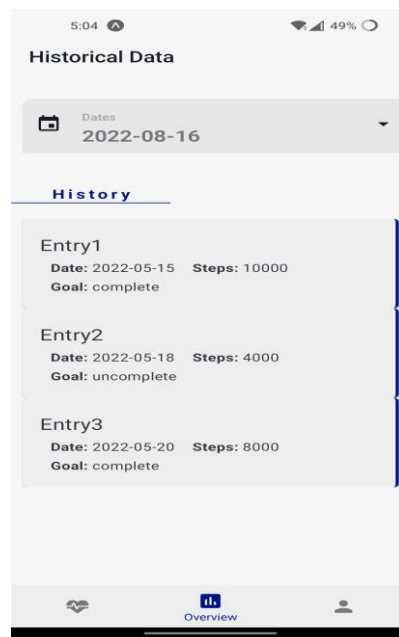 5:04 49%
Historical Data
Dates
2022-08-16
History
Entry1
Date: 2022-05-15 Steps: 10000
Goal: complete
Entry2
Date: 2022-05-18 Steps: 4000
Goal: uncomplete
Entry3
Date: 2022-05-20 Steps: 8000
Goal: complete
Overview